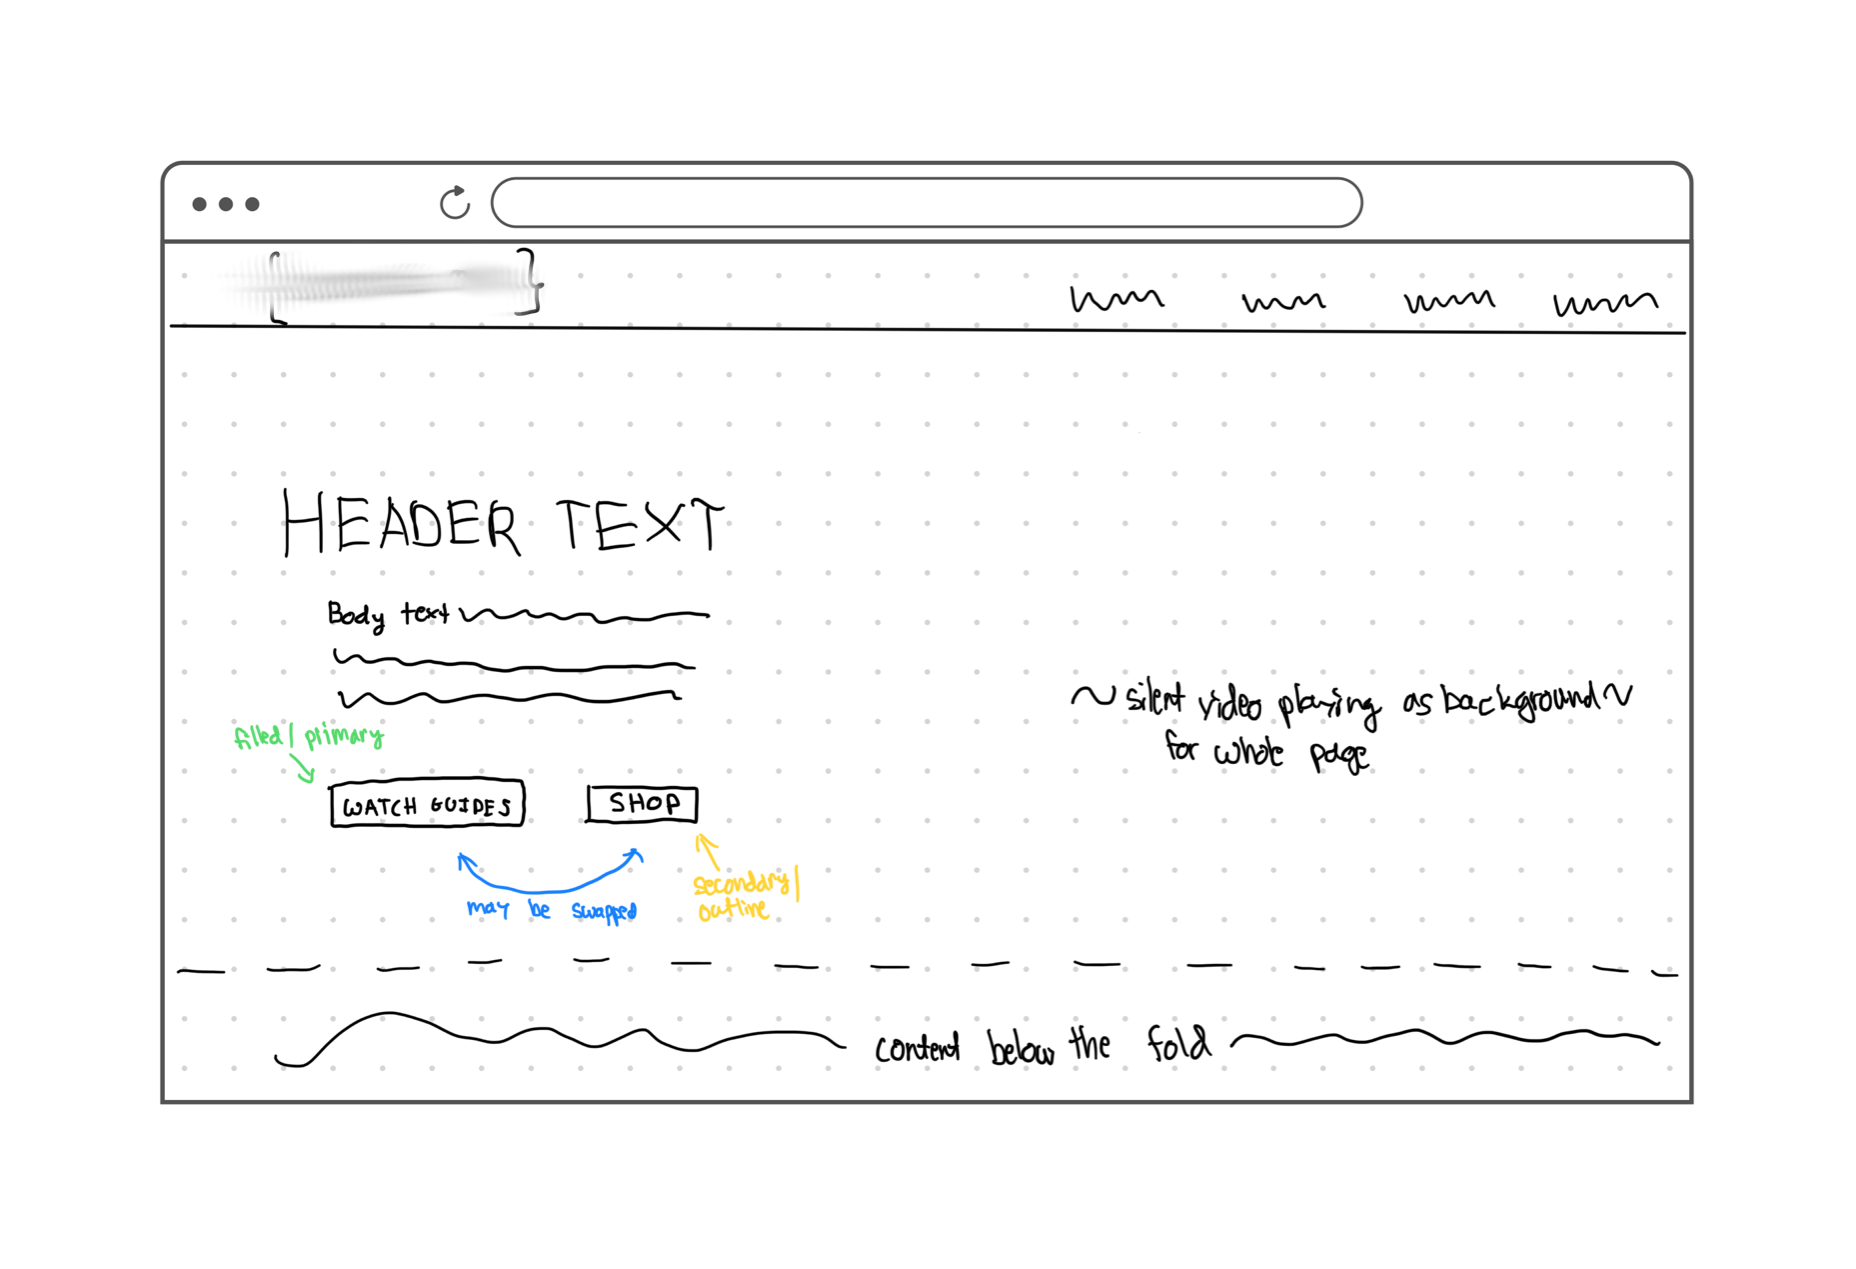 HEADER TEXT
Body text
~ silent video playing as background ~
for whole page
filled / primary
WATCH GUIDES
SHOP
may be swapped
secondary /
outline
content below the fold